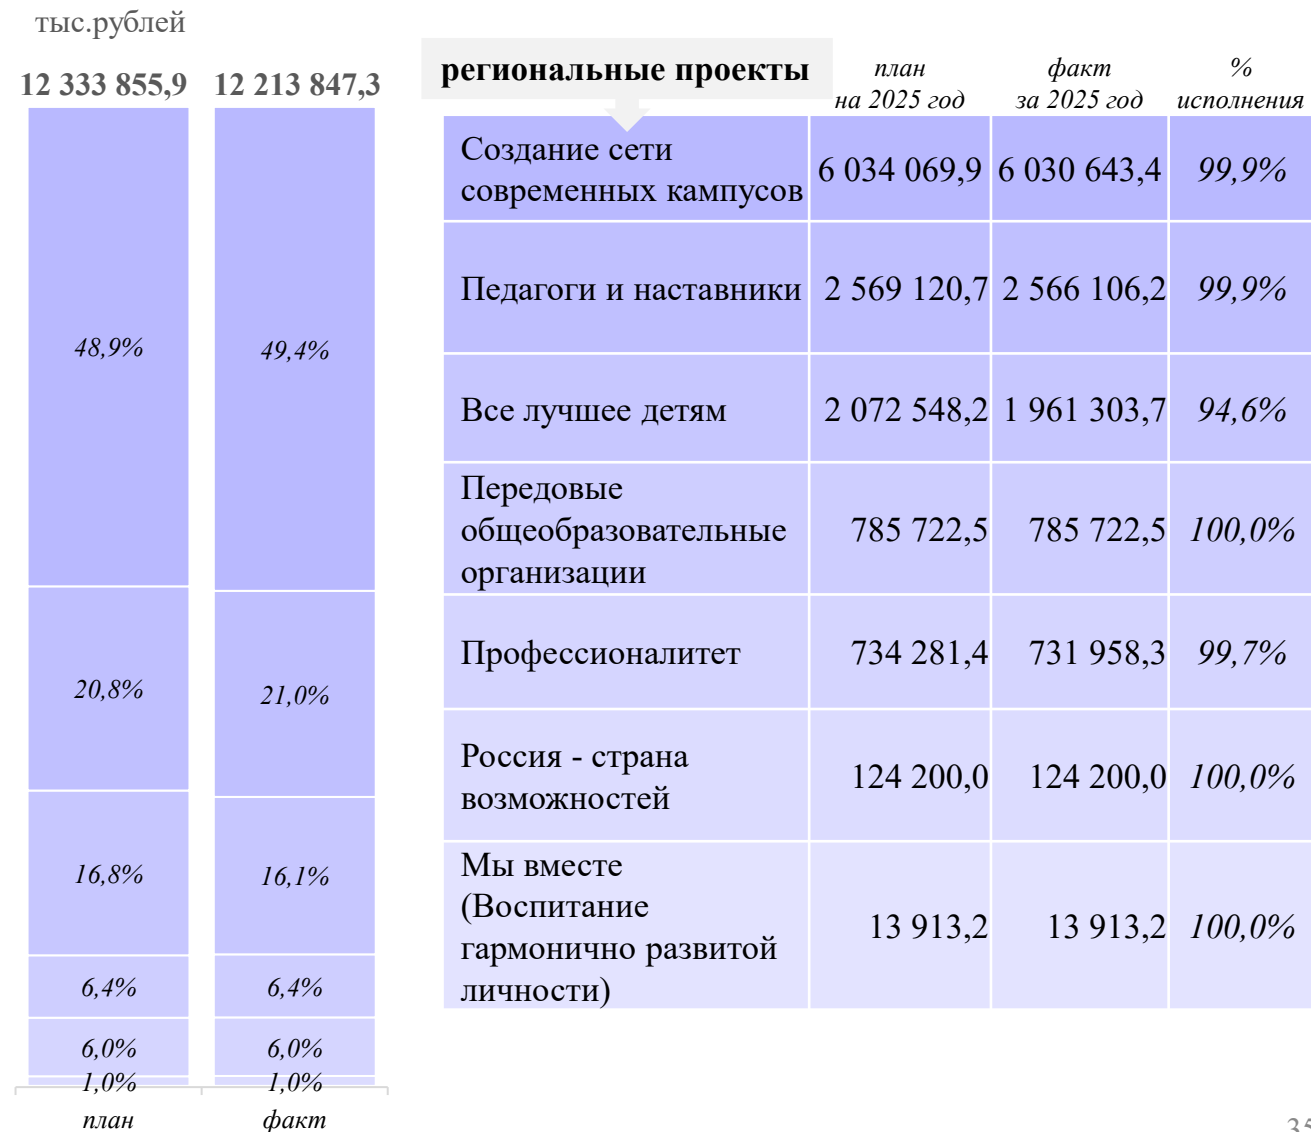 тыс.рублей
12 333 855,9 12 213 847,3
48,9% 49,4%
20,8% 21,0%
16,8% 16,1%
6,4% 6,4%
6,0% 6,0%
1,0% 1,0%
план факт
региональные проекты
план
на 2025 год
факт
за 2025 год
%
исполнения
Создание сети
современных кампусов
6 034 069,9 6 030 643,4 99,9%
Педагоги и наставники 2 569 120,7 2 566 106,2 99,9%
Все лучшее детям 2 072 548,2 1 961 303,7 94,6%
Передовые
общеобразовательные
организации
785 722,5 785 722,5 100,0%
Профессионалитет 734 281,4 731 958,3 99,7%
Россия - страна
возможностей
124 200,0 124 200,0 100,0%
Мы вместе
(Воспитание
гармонично развитой
личности)
13 913,2 13 913,2 100,0%
35